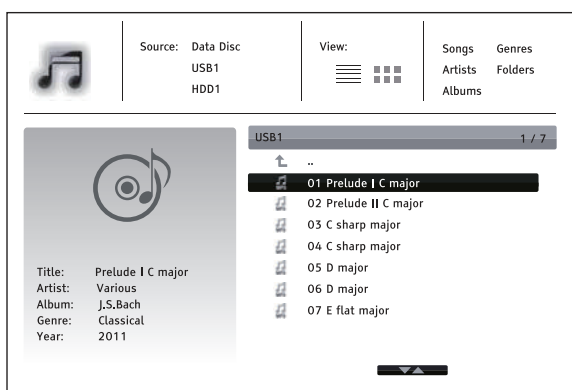 Source: Data Disc
USB1
HDD1
View:
Songs Genres
Artists Folders
Albums
Title: Prelude I C major
Artist: Various
Album: J.S.Bach
Genre: Classical
Year: 2011
USB1 1 / 7
..
01 Prelude I C major
02 Prelude II C major
03 C sharp major
04 C sharp major
05 D major
06 D major
07 E flat major